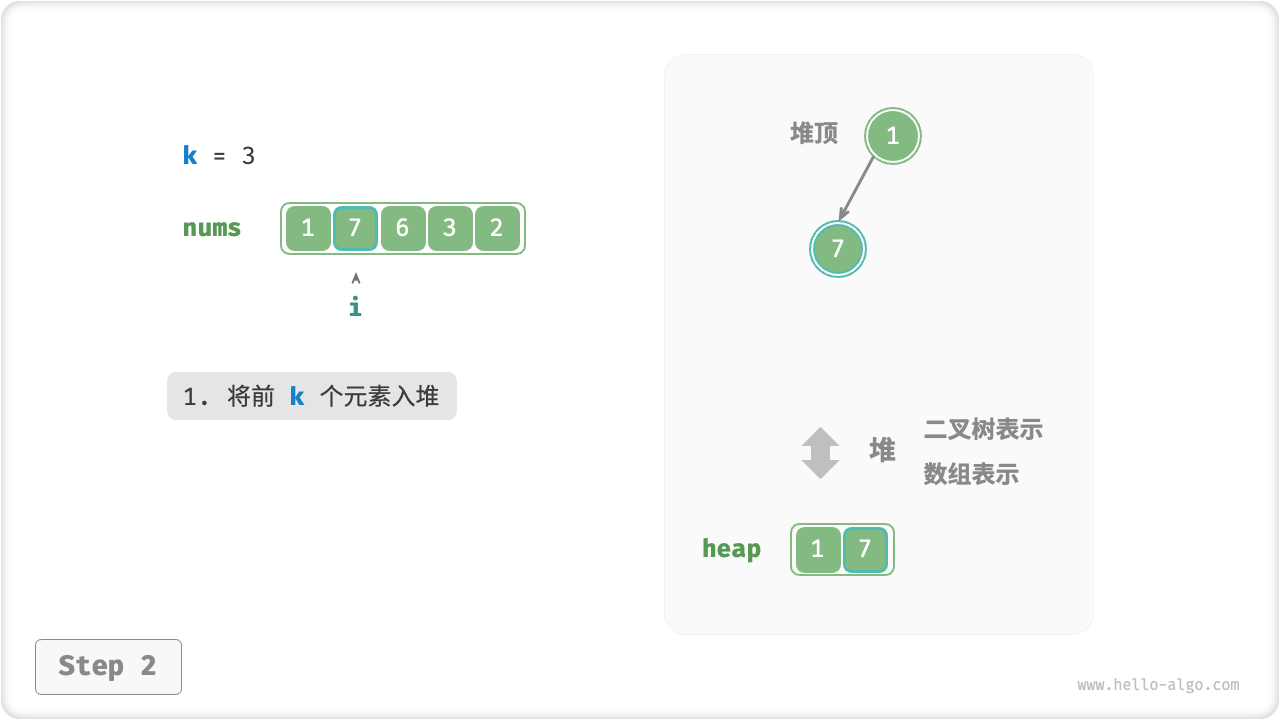 k = 3
nums 1 7 6 3 2
^
i
1. 将前 k 个元素入堆
堆顶 1
7
堆 二叉树表示
数组表示
heap 1 7
Step 2
www.hello-algo.com